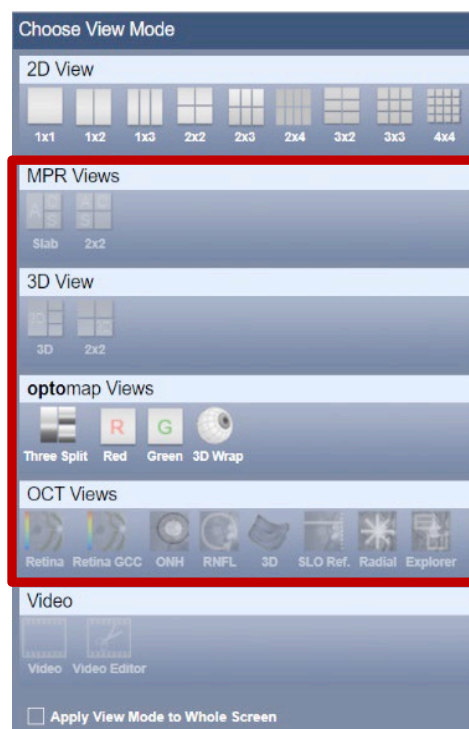 Choose View Mode
2D View
1x1 1x2 1x3 2x2 2x3 2x4 3x2 3x3 4x4
MPR Views
A C S A C S
Slab 2x2
3D View
3D 3D
3D 2x2
optomap Views
R G
Three Split Red Green 3D Wrap
OCT Views
Retina Retina GCC ONH RNFL 3D SLO Ref. Radial Explorer
Video
Video Video Editor
Apply View Mode to Whole Screen